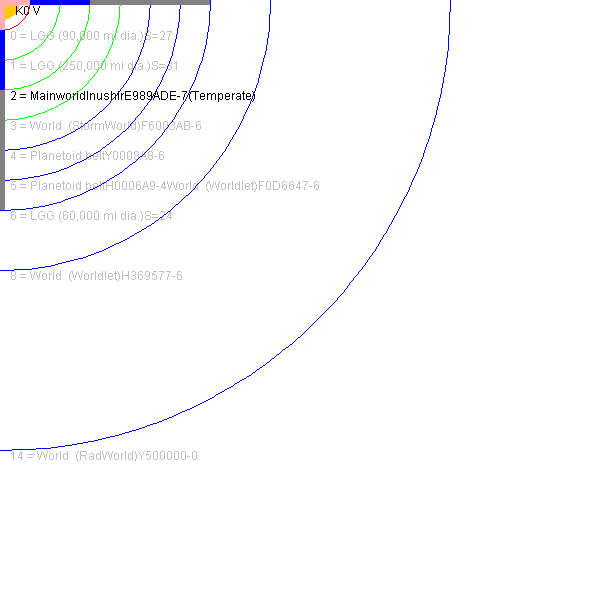 K0 V
0 = LGG (90,000 mi dia.)S=27
1 = LGG (250,000 mi dia.)S=31
2 = MainworldInushirE989ADE-7(Temperate)
3 = World  (StormWorld)F6003AB-6
4 = Planetoid beltY0008A8-6
5 = Planetoid beltH0006A9-4World  (Worldlet)F0D6647-6
6 = LGG (60,000 mi dia.)S=24
8 = World  (Worldlet)H369577-6
14 = World  (RadWorld)Y500000-0